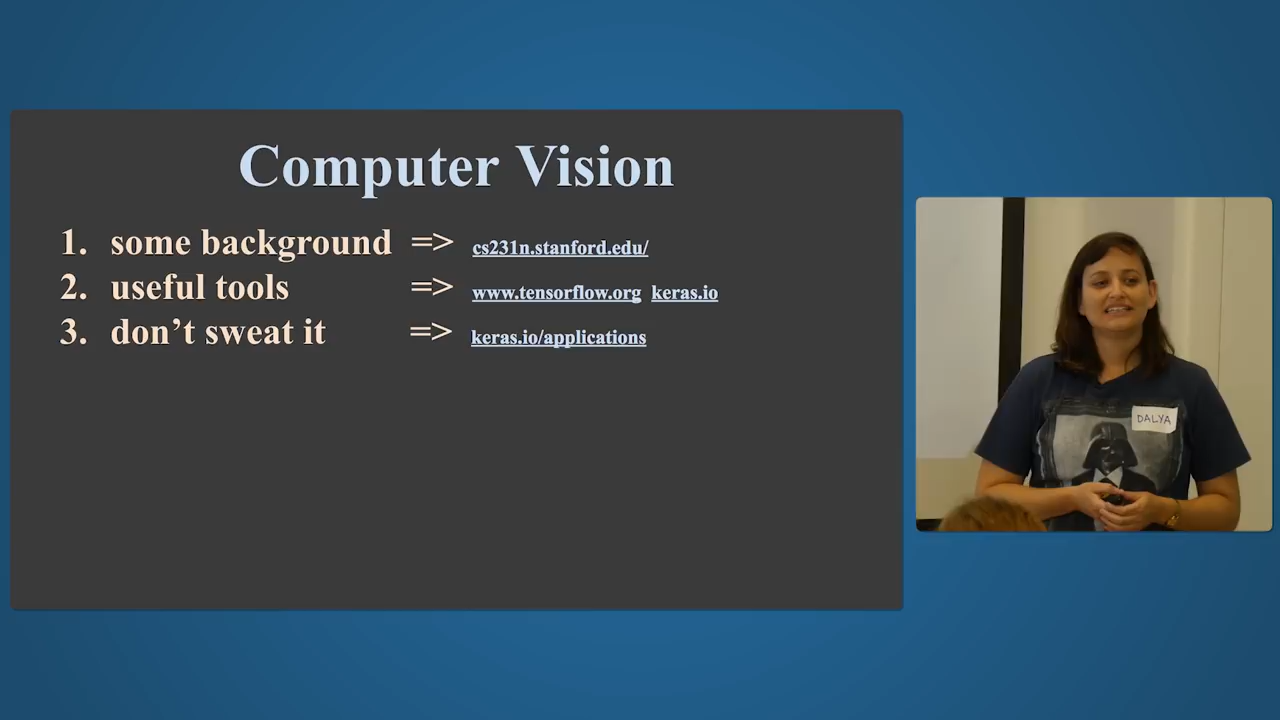 Computer Vision
1. some background => cs231n.stanford.edu/
2. useful tools => www.tensorflow.org keras.io
3. don’t sweat it => keras.io/applications
DALYA